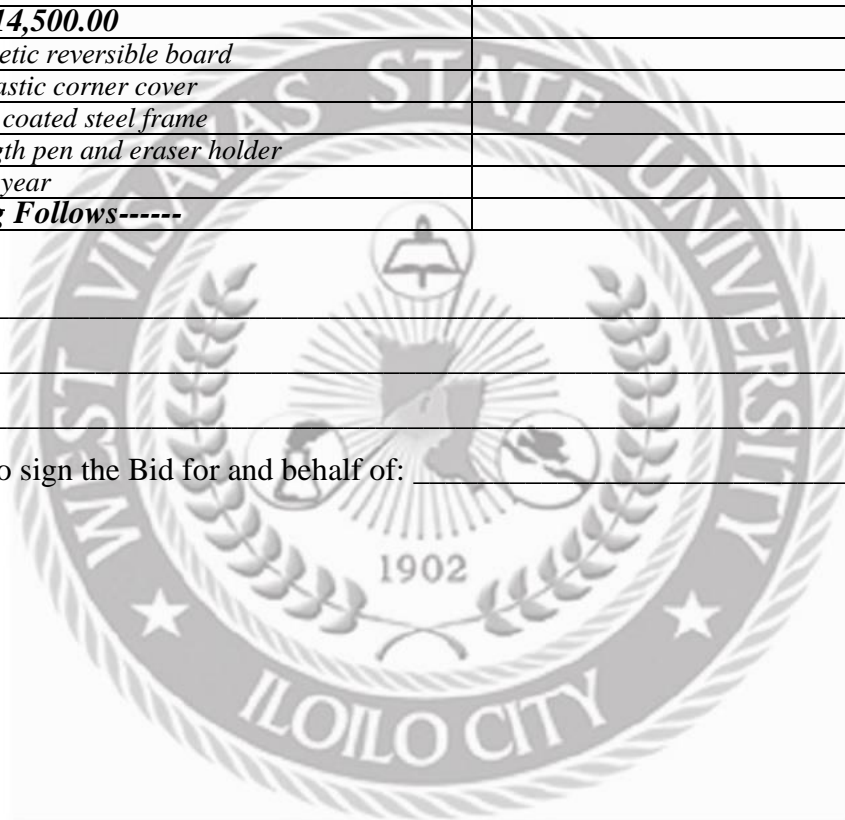 14,500.00
etic reversible board
astic corner cover
coated steel frame
gth pen and eraser holder
year
g Follows------
o sign the Bid for and behalf of: ___________________________
WEST VISAYAS STATE UNIVERSITY
1902
ILOILO CITY